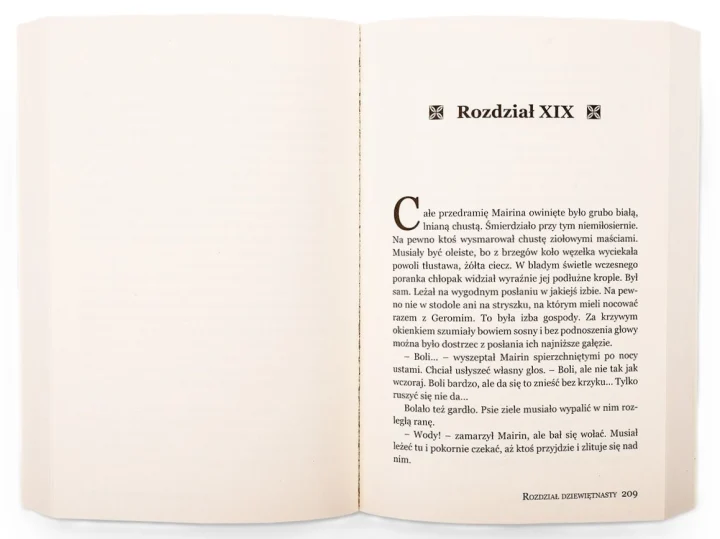 Rozdział XIX
Całe przedramię Mairina owinięte było grubo białą,
lnianą chustą. Śmierdziało przy tym niemiłosiernie.
Na pewno ktoś wysmarował chustę ziołowymi maściami.
Musiały być oleiste, bo z brzegów koło węzełka wyciekała
powoli tłustawa, żółta ciecz. W bladym świetle wczesnego
poranka chłopak widział wyraźnie jej podłużne krople. Był
sam. Leżał na wygodnym posłaniu w jakiejś izbie. Na pew-
no nie w stodole ani na stryszku, na którym mieli nocować
razem z Geromim. To była izba gospody. Za krzywym
okienkiem szumiały bowiem sosny i bez podnoszenia głowy
można było dostrzec z posłania ich najniższe gałęzie.
– Boli... – wyszeptał Mairin spierzchniętymi po nocy
ustami. Chciał usłyszeć własny głos. – Boli, ale nie tak jak
wczoraj. Boli bardzo, ale da się to znieść bez krzyku... Tylko
ruszyć się nie da...
Bolało też gardło. Psie ziele musiało wypalić w nim roz-
ległą ranę.
– Wody! – zamarzył Mairin, ale bał się wołać. Musiał
leżeć tu i pokornie czekać, aż ktoś przyjdzie i zlituje się nad
nim.
Rozdział dziewiętnasty 209